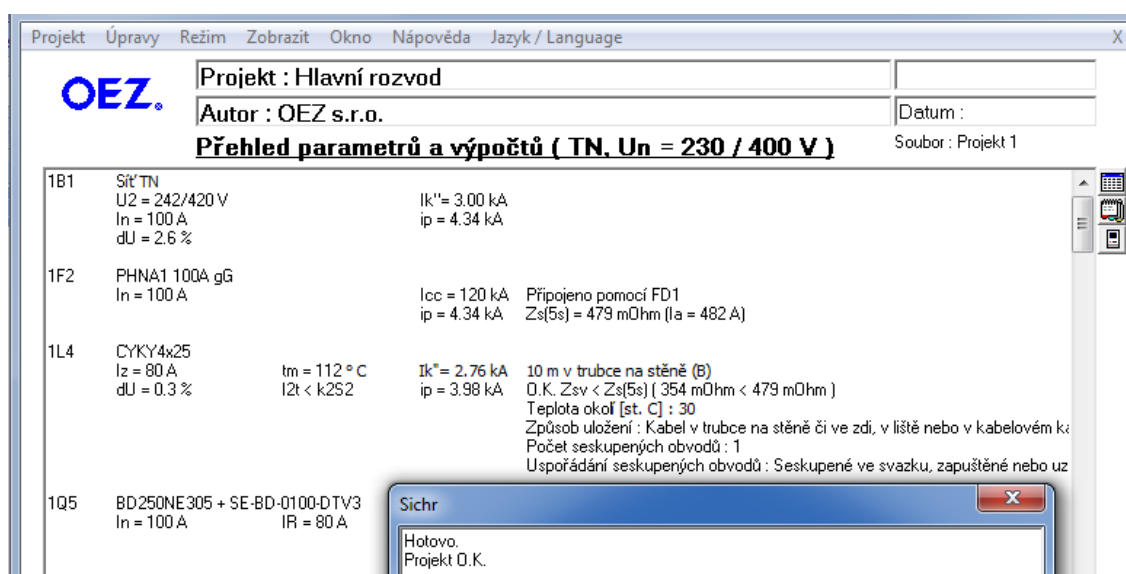 Projekt Úpravy Režim Zobrazit Okno Nápověda Jazyk / Language X
OEZ®
Projekt : Hlavní rozvod
Autor : OEZ s.r.o. Datum :
Přehled parametrů a výpočtů ( TN, Un = 230 / 400 V ) Soubor : Projekt 1
1B1 Síť TN
U2 = 242/420 V Ik''= 3.00 kA
In = 100 A ip = 4.34 kA
dU = 2.6 %
1F2 PHNA1 100A gG
In = 100 A Icc = 120 kA Připojeno pomocí FD1
ip = 4.34 kA Zs(5s) = 479 mOhm (Ia = 482 A)
1L4 CYKY4x25
Iz = 80 A tm = 112 ° C Ik''= 2.76 kA 10 m v trubce na stěně (B)
dU = 0.3 % I2t < k2S2 ip = 3.98 kA O.K. Zsv < Zs(5s) ( 354 mOhm < 479 mOhm )
Teplota okolí [st. C] : 30
Způsob uložení : Kabel v trubce na stěně či ve zdi, v liště nebo v kabelovém
Počet seskupených obvodů : 1
Uspořádání seskupených obvodů : Seskupené ve svazku, zapuštěné nebo uz
1Q5 BD250NE305 + SE-BD-0100-DTV3
In = 100 A IR = 80 A
Sichr
Hotovo.
Projekt O.K.